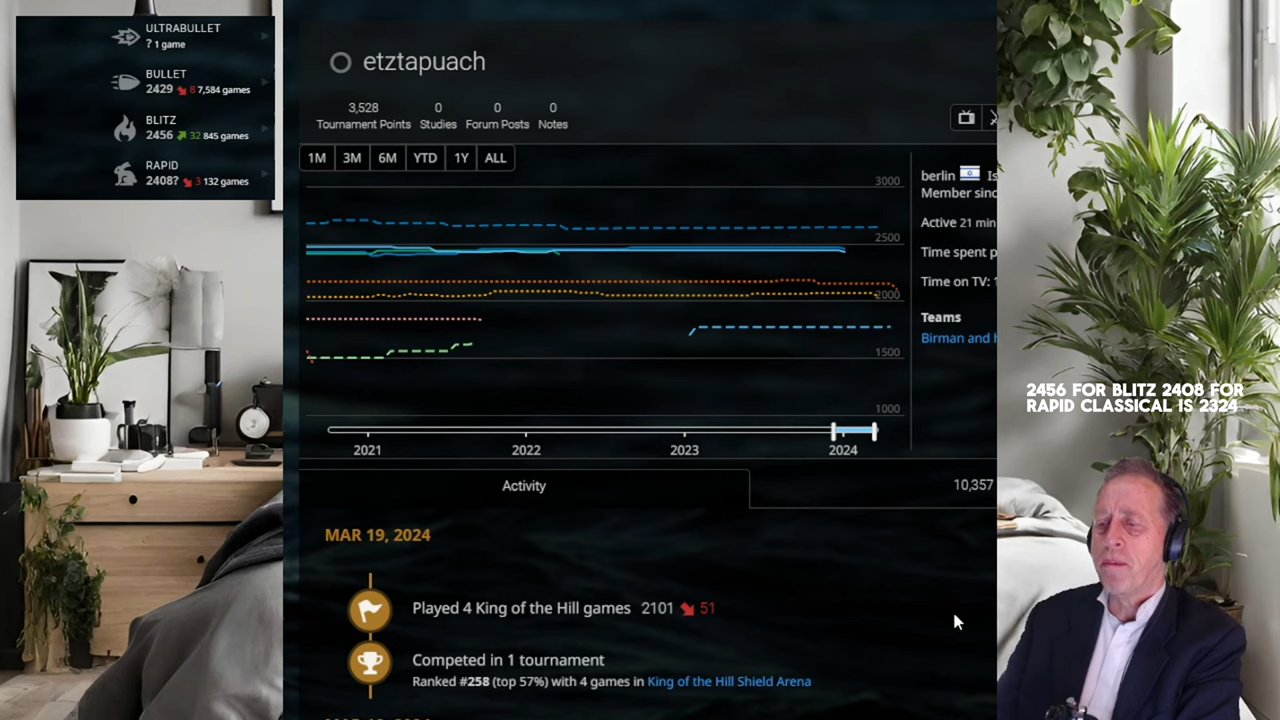 ULTRABULLET
? 1 game
BULLET
2429 8 7,584 games
BLITZ
2456 32 845 games
RAPID
2408? 3 132 games
etztapuach
3,528 0 0 0
Tournament Points Studies Forum Posts Notes
1M 3M 6M YTD 1Y ALL
3000
2500
2000
1500
1000
2021 2022 2023 2024
berlin Is
Member sinc
Active 21 min
Time spent p
Time on TV: 1
Teams
Birman and
Activity
10,357
MAR 19, 2024
Played 4 King of the Hill games 2101 51
Competed in 1 tournament
Ranked #258 (top 57%) with 4 games in King of the Hill Shield Arena
2456 FOR BLITZ 2408 FOR
RAPID CLASSICAL IS 2324